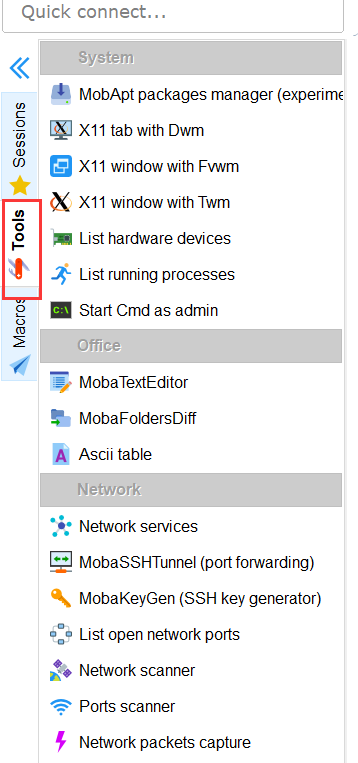 Quick connect...
Sessions
Tools
Macros
System
MobApt packages manager (experime
X11 tab with Dwm
X11 window with Fvwm
X11 window with Twm
List hardware devices
List running processes
C:\
Start Cmd as admin
Office
MobaTextEditor
MobaFoldersDiff
A
Ascii table
Network
Network services
MobaSSHTunnel (port forwarding)
MobaKeyGen (SSH key generator)
List open network ports
Network scanner
Ports scanner
Network packets capture